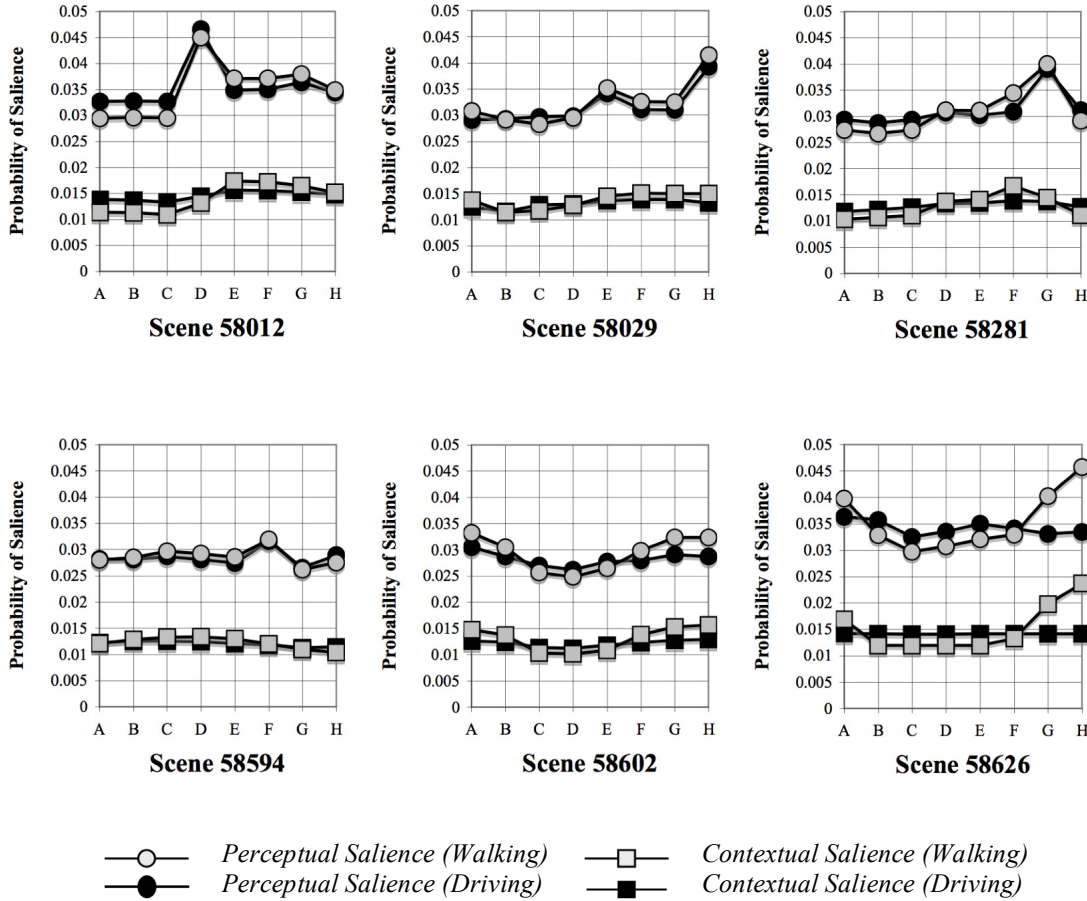 0.05 0.05 0.05
0.045 0.045 0.045
0.04 0.04 0.04
0.035 0.035 0.035
0.03 0.03 0.03
0.025 0.025 0.025
0.02 0.02 0.02
0.015 0.015 0.015
0.01 0.01 0.01
0.005 0.005 0.005
0 0 0
Probability of Salience
Probability of Salience
Probability of Salience
A B C D E F G H A B C D E F G H A B C D E F G H
Scene 58012 Scene 58029 Scene 58281
0.05 0.05 0.05
0.045 0.045 0.045
0.04 0.04 0.04
0.035 0.035 0.035
0.03 0.03 0.03
0.025 0.025 0.025
0.02 0.02 0.02
0.015 0.015 0.015
0.01 0.01 0.01
0.005 0.005 0.005
0 0 0
Probability of Salience
Probability of Salience
Probability of Salience
A B C D E F G H A B C D E F G H A B C D E F G H
Scene 58594 Scene 58602 Scene 58626
Perceptual Salience (Walking) Contextual Salience (Walking)
Perceptual Salience (Driving) Contextual Salience (Driving)